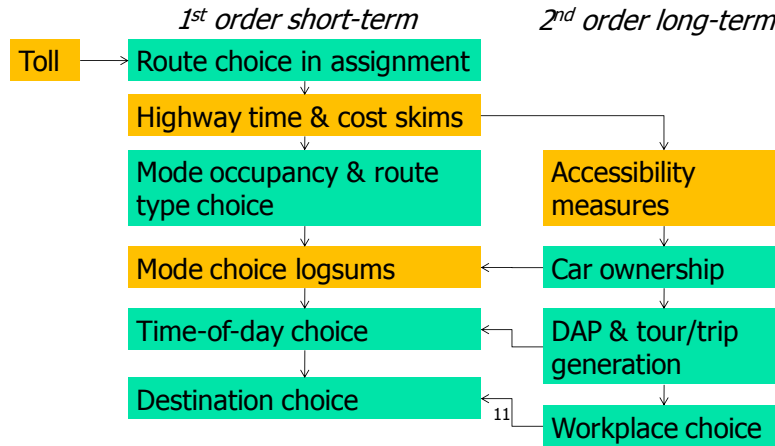 1st order short-term
2nd order long-term
Toll
Route choice in assignment
Highway time & cost skims
Mode occupancy & route
type choice
Accessibility
measures
Mode choice logsums
Car ownership
Time-of-day choice
DAP & tour/trip
generation
Destination choice
11
Workplace choice